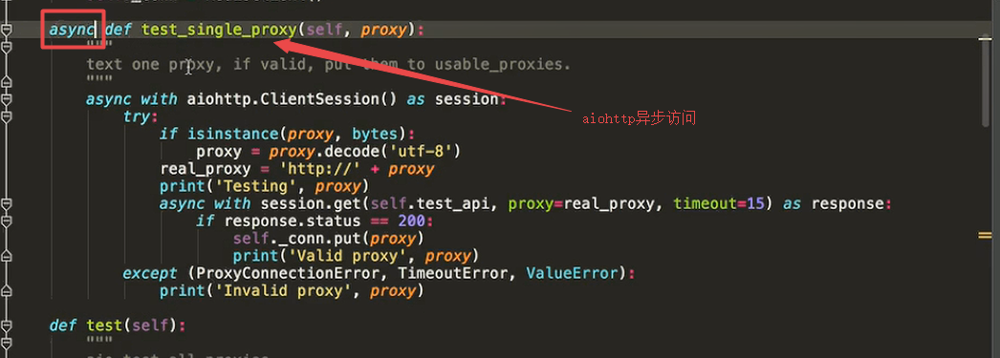 async def test_single_proxy(self, proxy):
"""
text one proxy, if valid, put them to usable_proxies.
"""
async with aiohttp.ClientSession() as session:
try:
if isinstance(proxy, bytes):
proxy = proxy.decode('utf-8')
real_proxy = 'http://' + proxy
print('Testing', proxy)
async with session.get(self.test_api, proxy=real_proxy, timeout=15) as response:
if response.status == 200:
self._conn.put(proxy)
print('Valid proxy', proxy)
except (ProxyConnectionError, TimeoutError, ValueError):
print('Invalid proxy', proxy)
def test(self):
"""
aiohttp异步访问